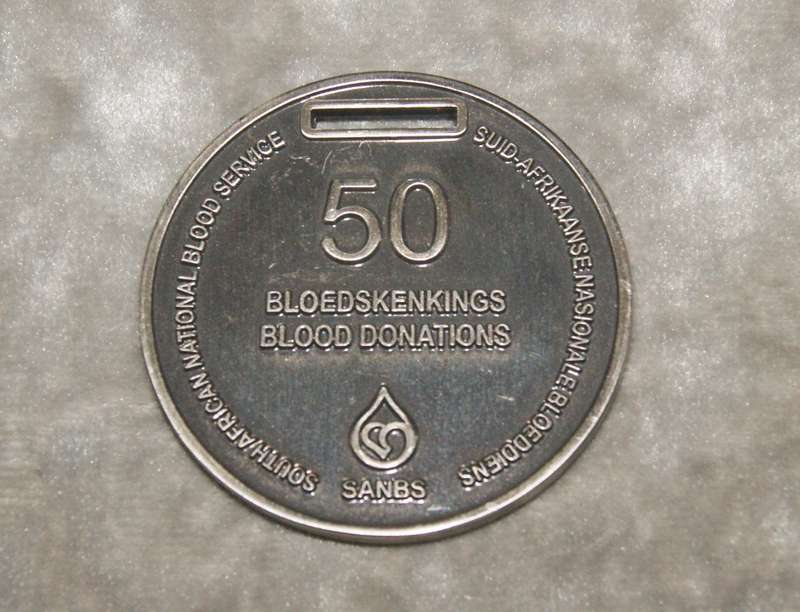 SOUTH AFRICAN NATIONAL BLOOD SERVICE
SUID-AFRIKAANSE NASIONALE BLOEDDIENS
50
BLOEDSKENKINGS
BLOOD DONATIONS
SANBS